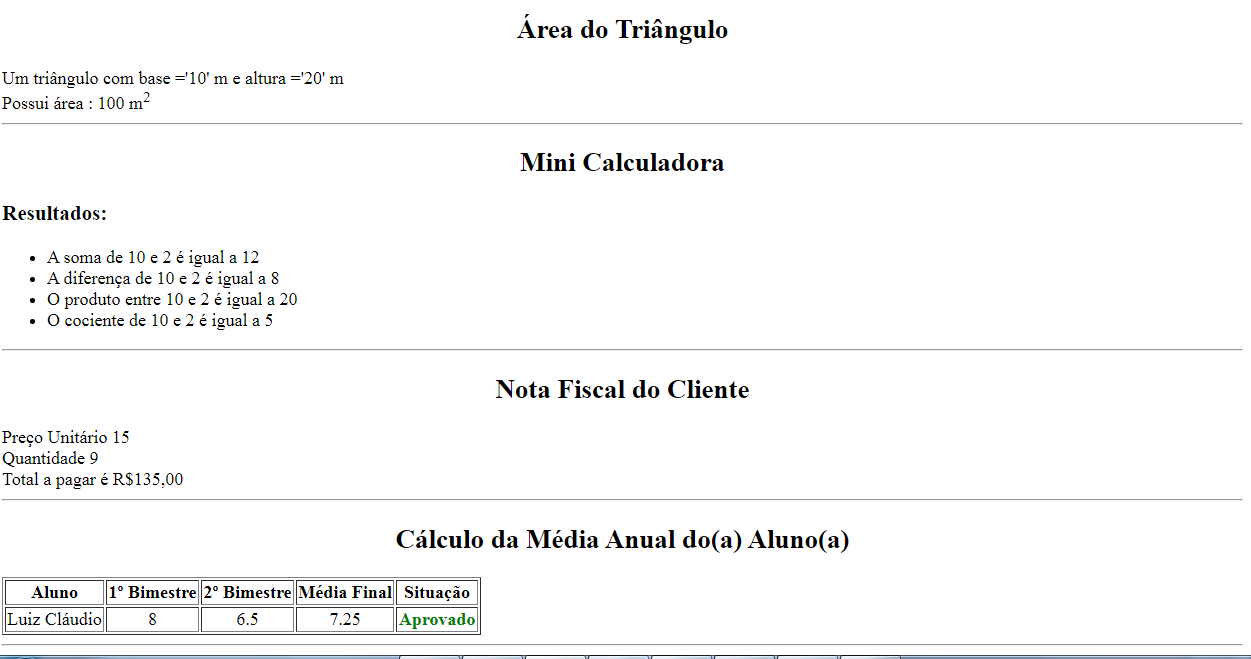 Área do Triângulo
Um triângulo com base ='10' m e altura ='20' m
Possui área : 100 m²
Mini Calculadora
Resultados:
• A soma de 10 e 2 é igual a 12
• A diferença de 10 e 2 é igual a 8
• O produto entre 10 e 2 é igual a 20
• O cociente de 10 e 2 é igual a 5
Nota Fiscal do Cliente
Preço Unitário 15
Quantidade 9
Total a pagar é R$135,00
Cálculo da Média Anual do(a) Aluno(a)
Aluno 1º Bimestre 2º Bimestre Média Final Situação
Luiz Cláudio 8 6.5 7.25 Aprovado